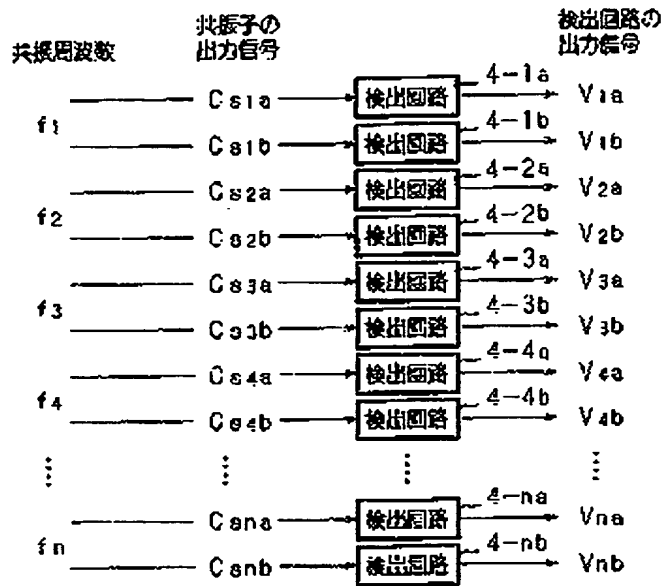 共振周波数
共振子の
出力信号
検出回路の
出力信号
f1
Cs1a 検出回路 4-1a V1a
Cs1b 検出回路 4-1b V1b
f2
Cs2a 検出回路 4-2a V2a
Cs2b 検出回路 4-2b V2b
f3
Cs3a 検出回路 4-3a V3a
Cs3b 検出回路 4-3b V3b
f4
Cs4a 検出回路 4-4a V4a
Cs4b 検出回路 4-4b V4b
fn
Csna 検出回路 4-na Vna
Csnb 検出回路 4-nb Vnb